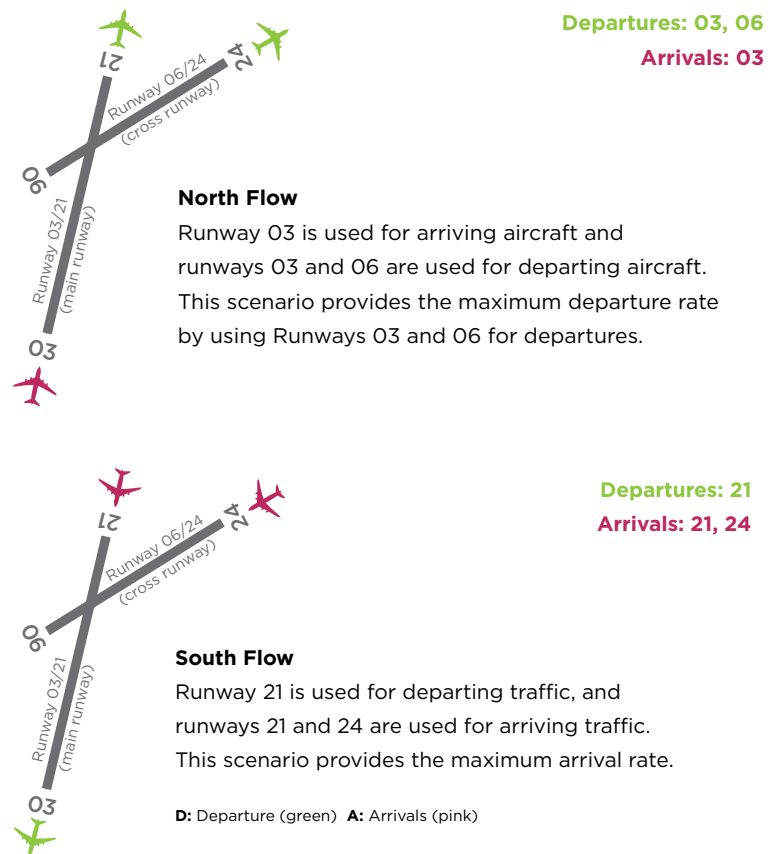 Departures: 03, 06
Arrivals: 03
21
24
Runway 06/24
(cross runway)
06
Runway 03/21
(main runway)
03
North Flow
Runway 03 is used for arriving aircraft and
runways 03 and 06 are used for departing aircraft.
This scenario provides the maximum departure rate
by using Runways 03 and 06 for departures.
Departures: 21
Arrivals: 21, 24
21
24
Runway 06/24
(cross runway)
06
Runway 03/21
(main runway)
03
South Flow
Runway 21 is used for departing traffic, and
runways 21 and 24 are used for arriving traffic.
This scenario provides the maximum arrival rate.
D: Departure (green) A: Arrivals (pink)